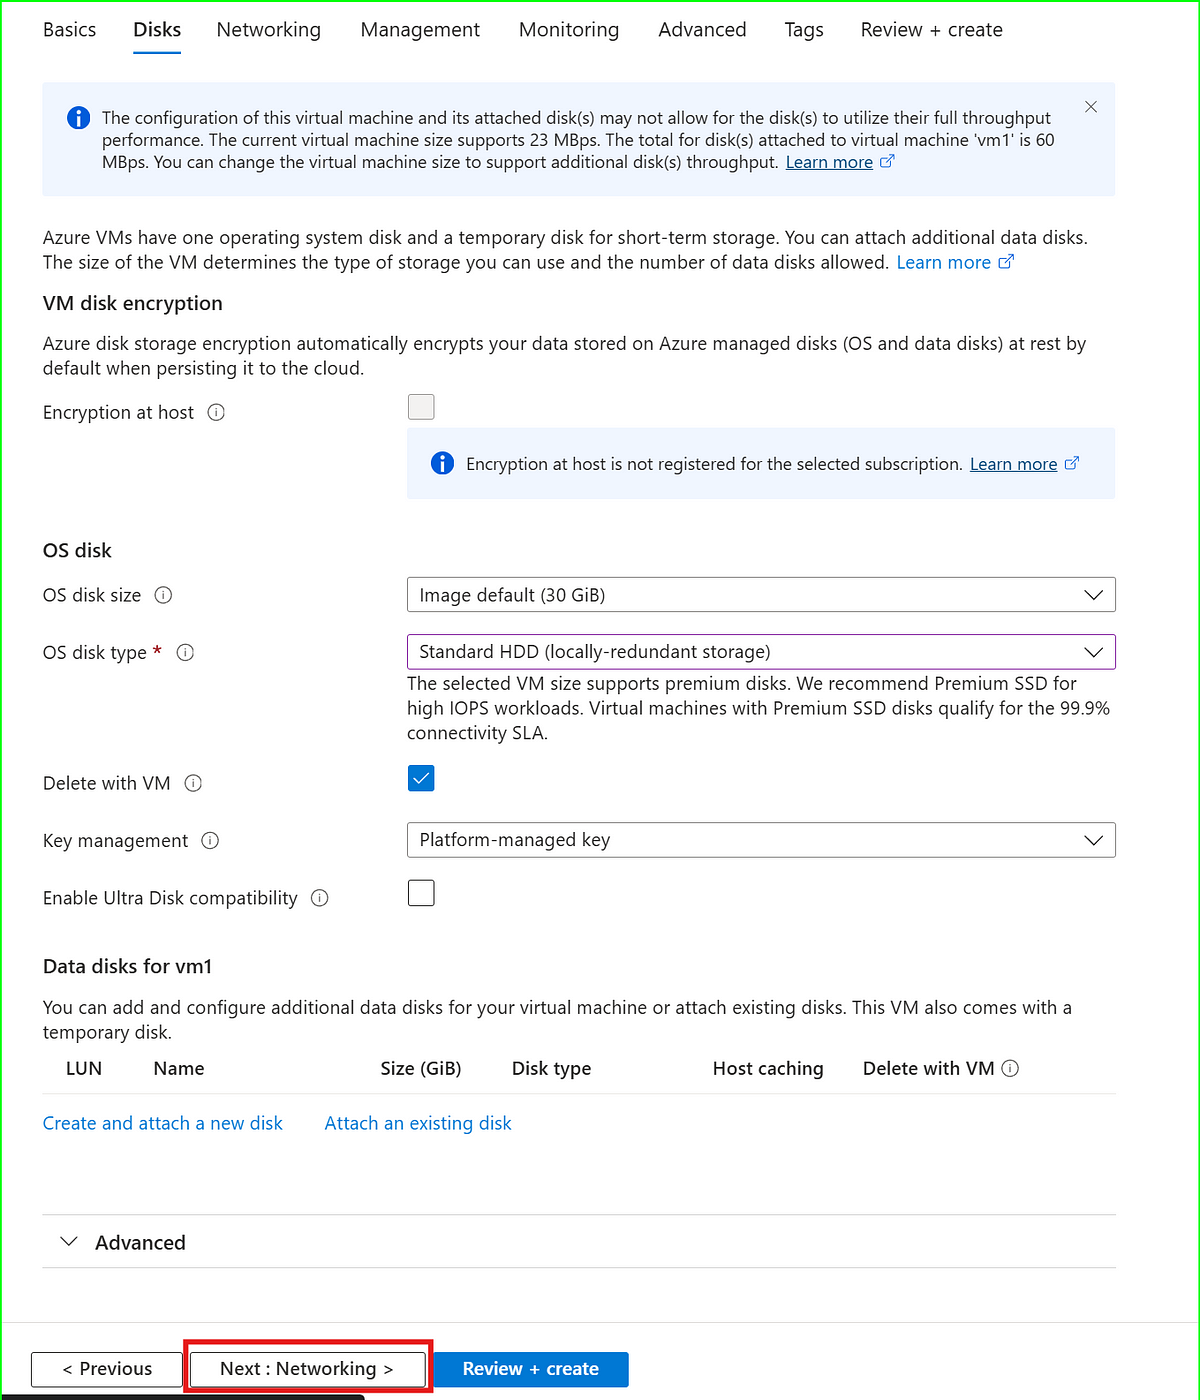 Basics Disks Networking Management Monitoring Advanced Tags Review + create
The configuration of this virtual machine and its attached disk(s) may not allow for the disk(s) to utilize their full throughput
performance. The current virtual machine size supports 23 MBps. The total for disk(s) attached to virtual machine 'vm1' is 60
MBps. You can change the virtual machine size to support additional disk(s) throughput. Learn more
Azure VMs have one operating system disk and a temporary disk for short-term storage. You can attach additional data disks.
The size of the VM determines the type of storage you can use and the number of data disks allowed. Learn more
VM disk encryption
Azure disk storage encryption automatically encrypts your data stored on Azure managed disks (OS and data disks) at rest by
default when persisting it to the cloud.
Encryption at host
Encryption at host is not registered for the selected subscription. Learn more
OS disk
OS disk size
Image default (30 GiB)
OS disk type *
Standard HDD (locally-redundant storage)
The selected VM size supports premium disks. We recommend Premium SSD for
high IOPS workloads. Virtual machines with Premium SSD disks qualify for the 99.9%
connectivity SLA.
Delete with VM
Key management
Platform-managed key
Enable Ultra Disk compatibility
Data disks for vm1
You can add and configure additional data disks for your virtual machine or attach existing disks. This VM also comes with a
temporary disk.
LUN Name Size (GiB) Disk type Host caching Delete with VM
Create and attach a new disk Attach an existing disk
Advanced
< Previous Next : Networking > Review + create